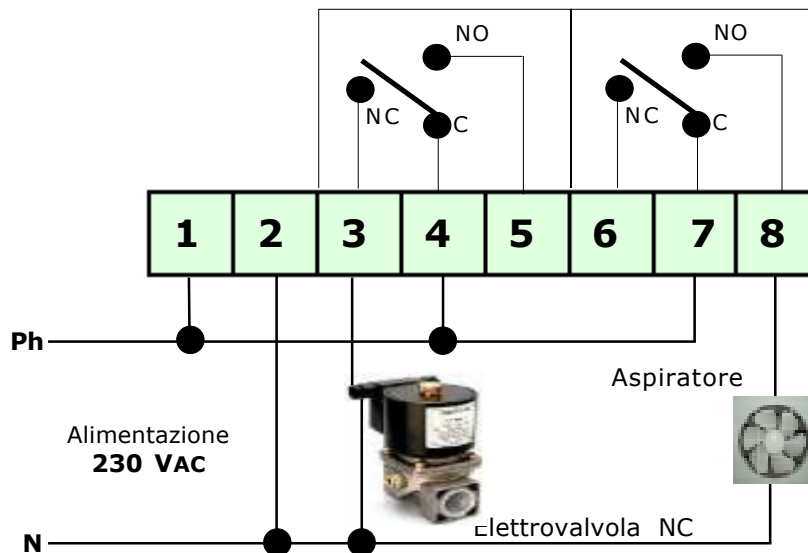 NO
NO
NC
C
NC
C
1 2 3 4 5 6 7 8
Ph
Aspiratore
Alimentazione
230 VAC
Elettrovalvola NC
N